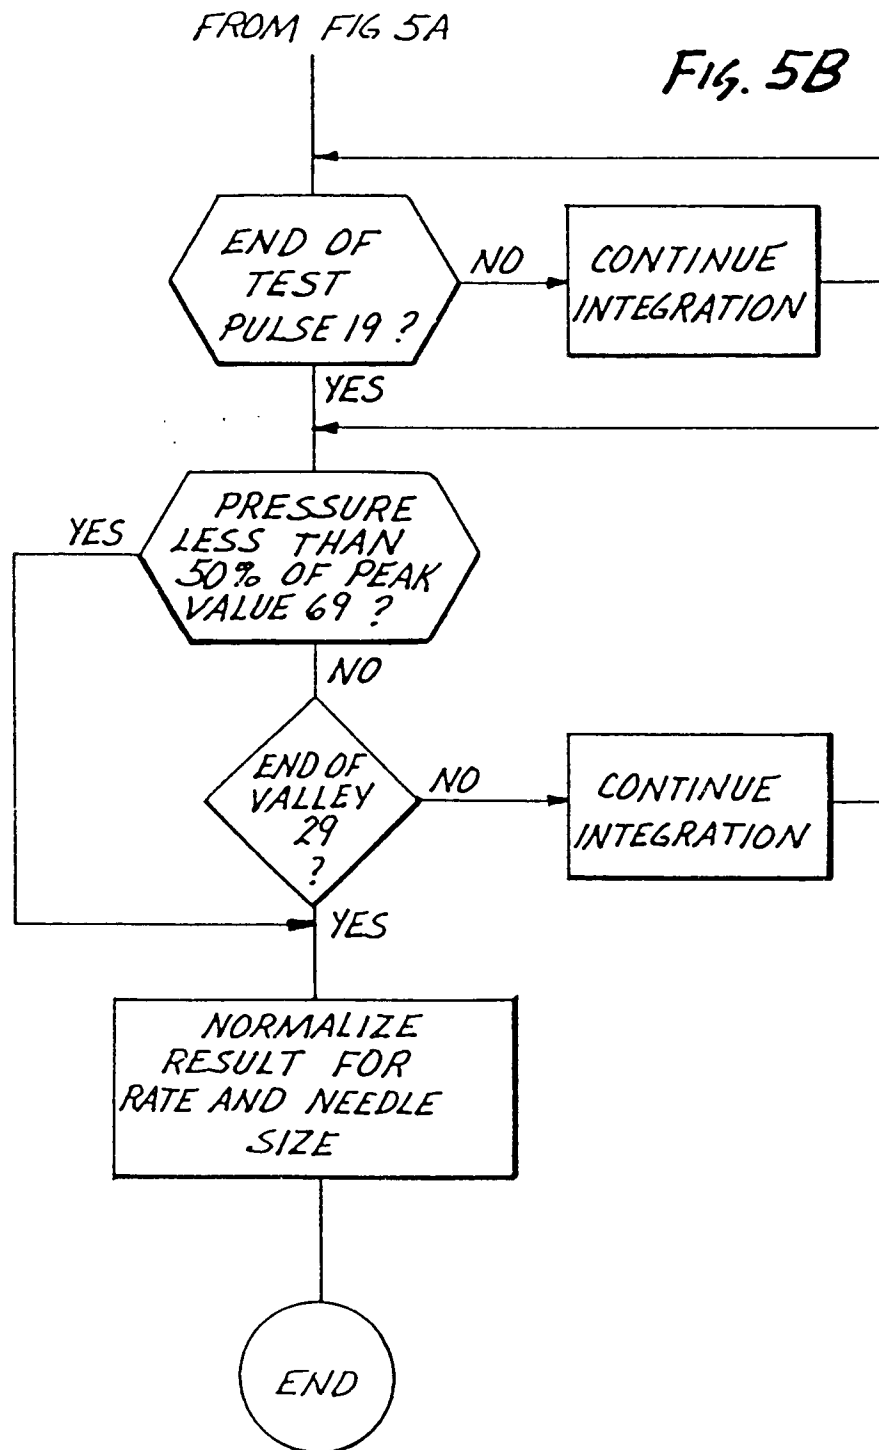 FROM FIG 5A
FIG. 5B
END OF
TEST
PULSE 19 ?
NO
CONTINUE
INTEGRATION
YES
PRESSURE
LESS THAN
50% OF PEAK
VALUE 69 ?
YES
NO
END OF
VALLEY
29
?
NO
CONTINUE
INTEGRATION
YES
NORMALIZE
RESULT FOR
RATE AND NEEDLE
SIZE
END